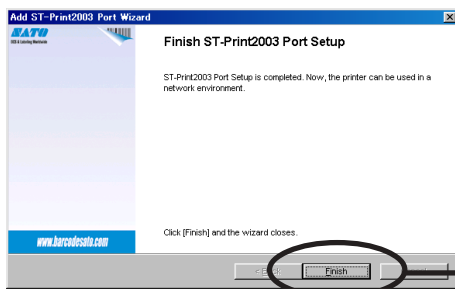 Add ST-Print2003 Port Wizard
SATO
Finish ST-Print2003 Port Setup
ST-Print2003 Port Setup is completed. Now, the printer can be used in a
network environment.
Click [Finish] and the wizard closes.
www.barcodesato.com
Finish